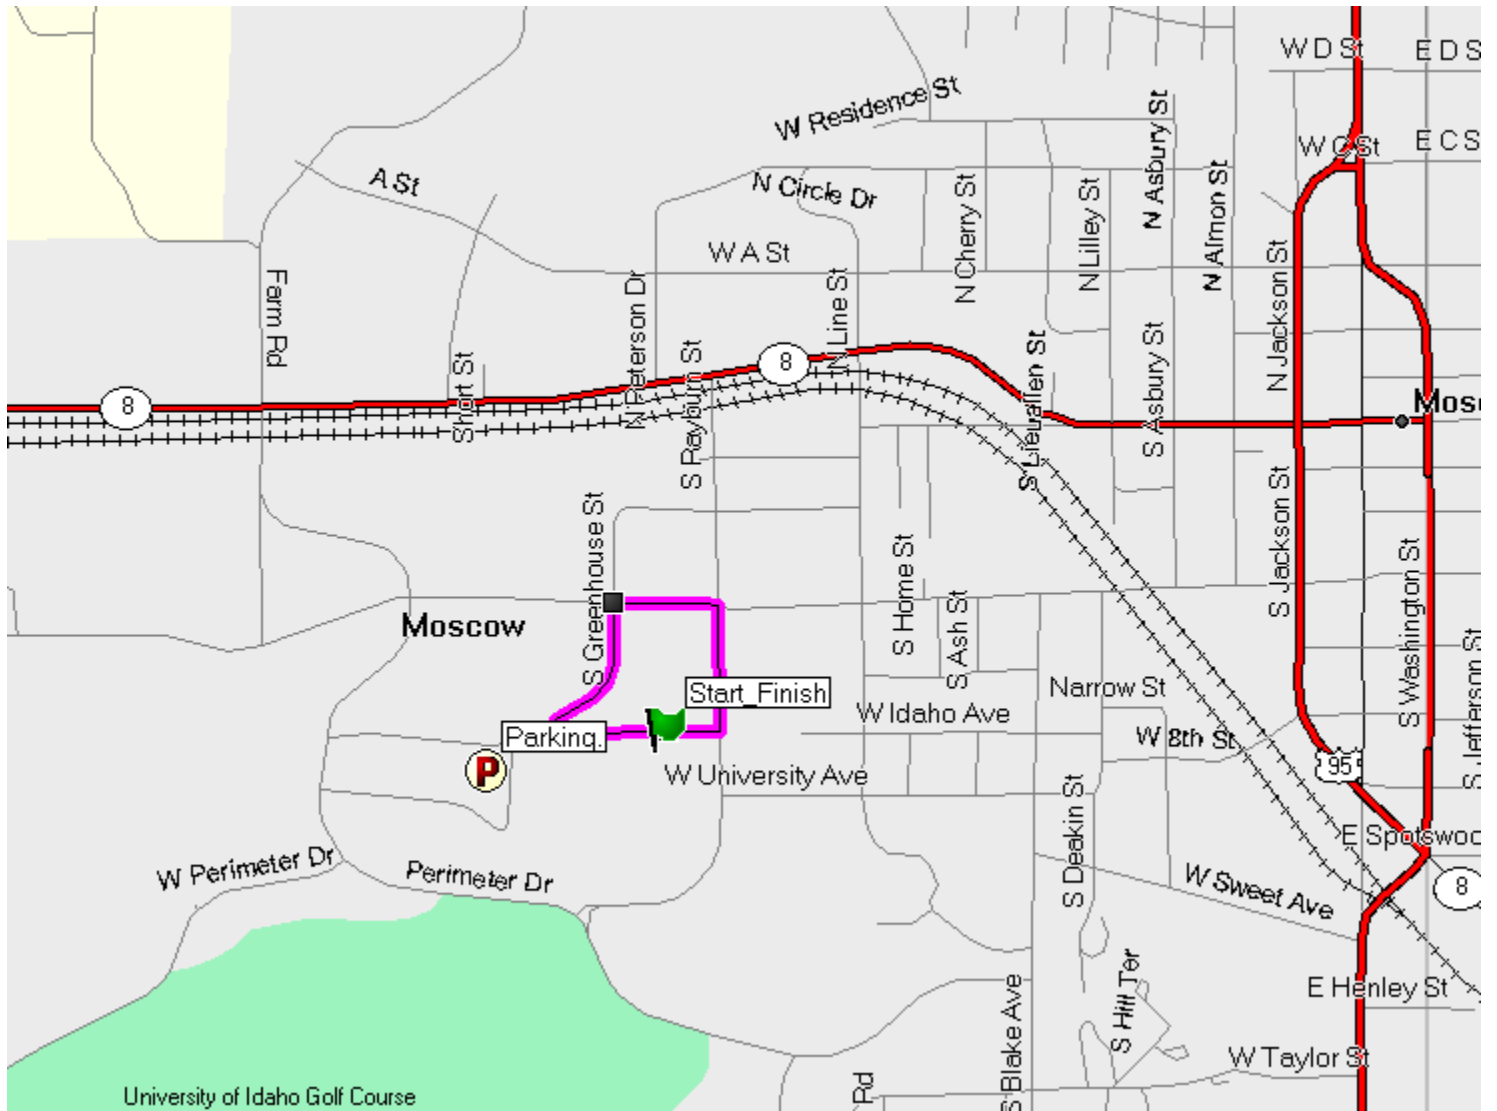 W D St
E D S
W Residence St
N Asbury St
W C St
E C S
A St
N Circle Dr
N Cherry St
N Lilley St
N Almon St
W A St
Farm Rd
N Peterson Dr
N Line St
N Jackson St
8
8
Short St
S Rayburn St
S Lieuallen St
S Asbury St
Mosc
S Greenhouse St
S Home St
S Jackson St
S Washington St
Moscow
S Ash St
S Jefferson St
Start_Finish
Narrow St
Parking.
W Idaho Ave
W 8th St
P
W University Ave
95
S Deakin St
E Spotswoo
W Perimeter Dr
Perimeter Dr
W Sweet Ave
8
S Hill Ter
E Henley St
S Blake Ave
W Taylor St
Rd
University of Idaho Golf Course